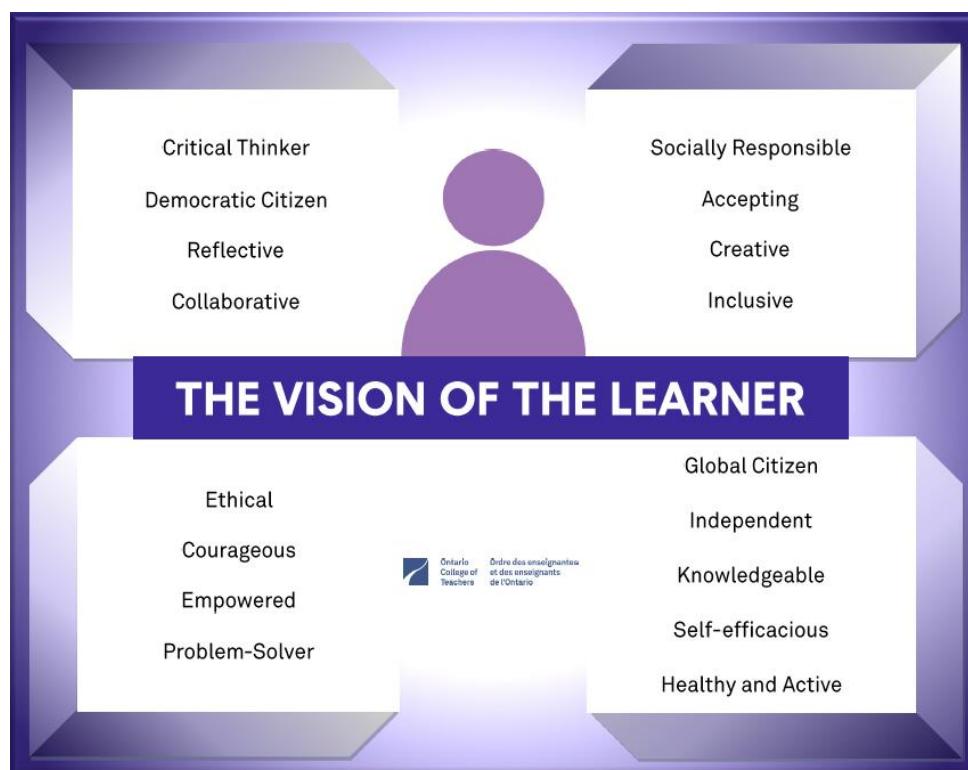 Critical Thinker
Democratic Citizen
Reflective
Collaborative
Socially Responsible
Accepting
Creative
Inclusive
THE VISION OF THE LEARNER
Ethical
Courageous
Empowered
Problem-Solver
Ontario
College of
Teachers
Ordre des enseignantes
et des enseignants
de l'Ontario
Global Citizen
Independent
Knowledgeable
Self-efficacious
Healthy and Active